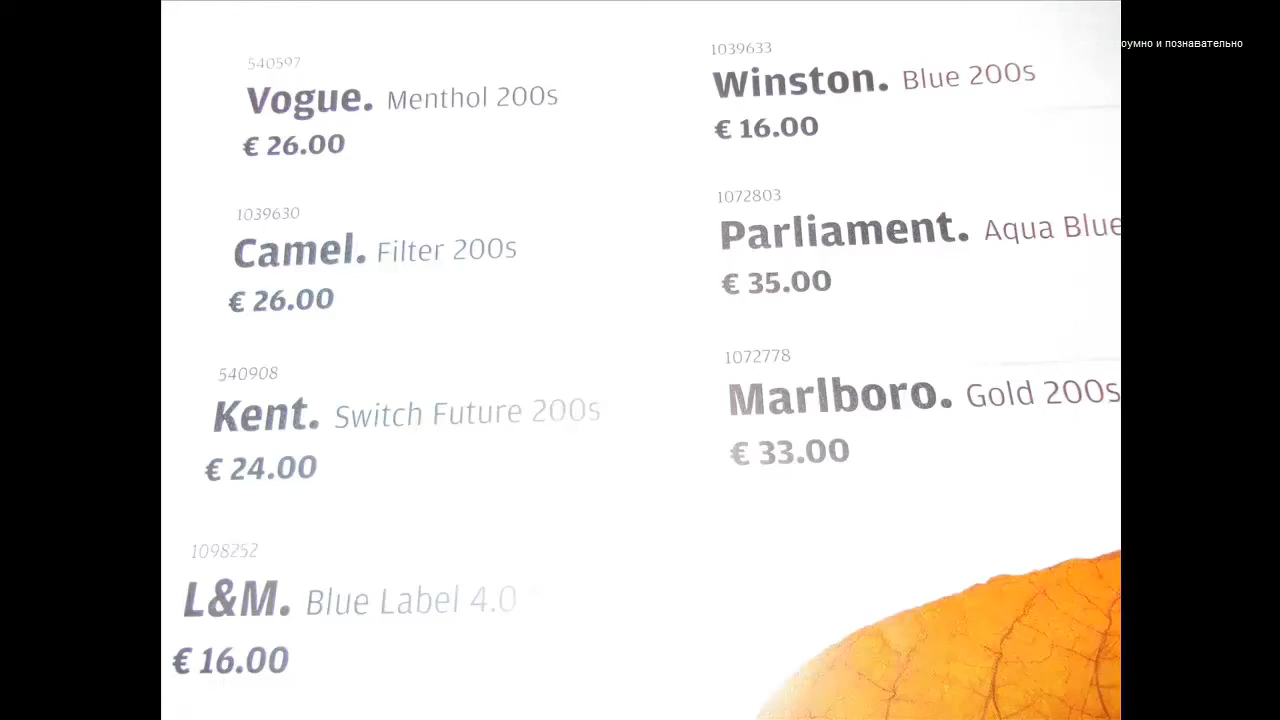 540597
Vogue. Menthol 200s
€ 26.00
1039630
Camel. Filter 200s
€ 26.00
540908
Kent. Switch Future 200s
€ 24.00
1098252
L&M. Blue Label 4.0
€ 16.00
1039633
Winston. Blue 200s
€ 16.00
1072803
Parliament. Aqua Blue
€ 35.00
1072778
Marlboro. Gold 200s
€ 33.00
и познавательно